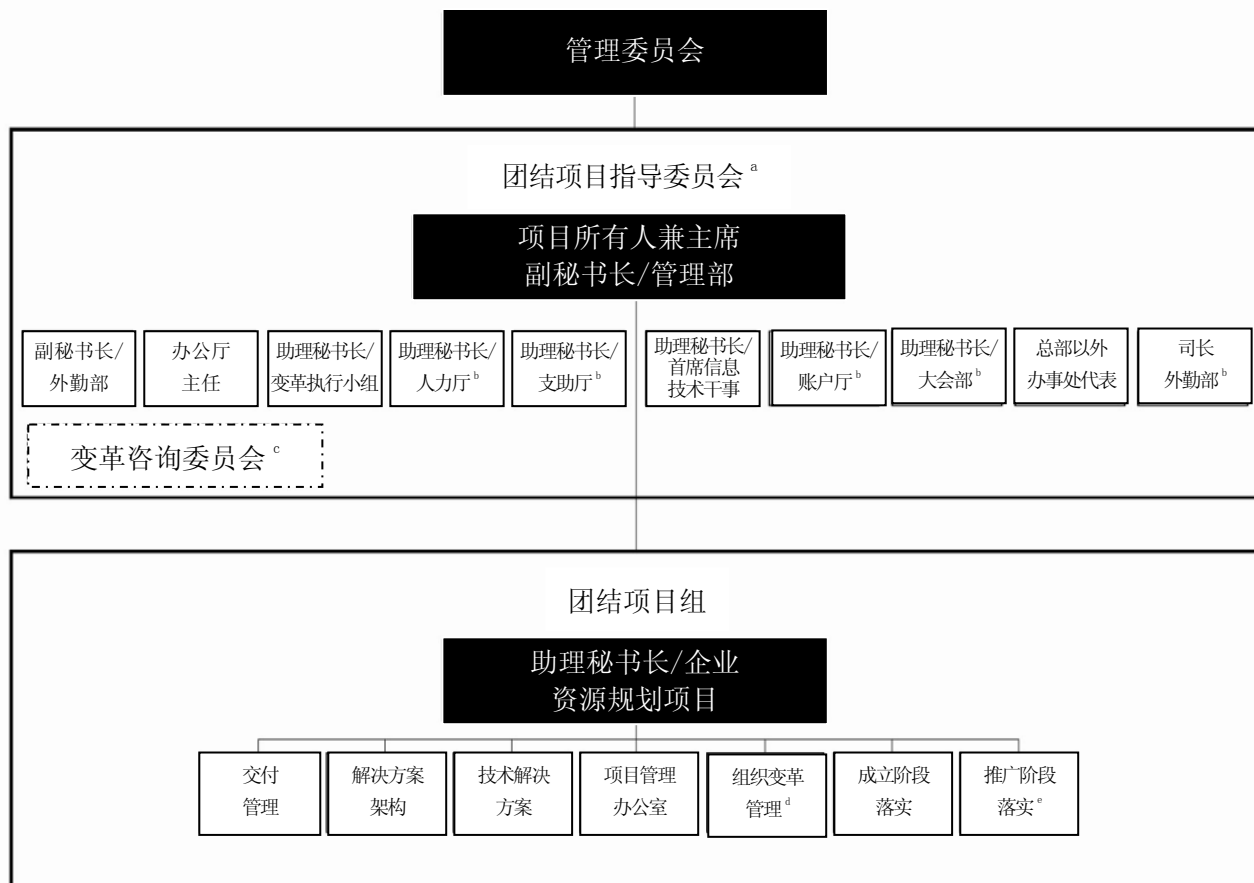 管理委员会
团结项目指导委员会 a
项目所有人兼主席
副秘书长/管理部
副秘书长/
外勤部
办公厅
主任
助理秘书长/
变革执行小组
助理秘书长/
人力厅 b
助理秘书长/
支助厅 b
助理秘书长/
首席信息
技术干事
助理秘书长/
账户厅 b
助理秘书长/
大会部 b
总部以外
办事处代表
司长
外勤部 b
变革咨询委员会 c
团结项目组
助理秘书长/企业
资源规划项目
交付
管理
解决方案
架构
技术解决
方案
项目管理
办公室
组织变革
管理 d
成立阶段
落实
推广阶段
落实 e